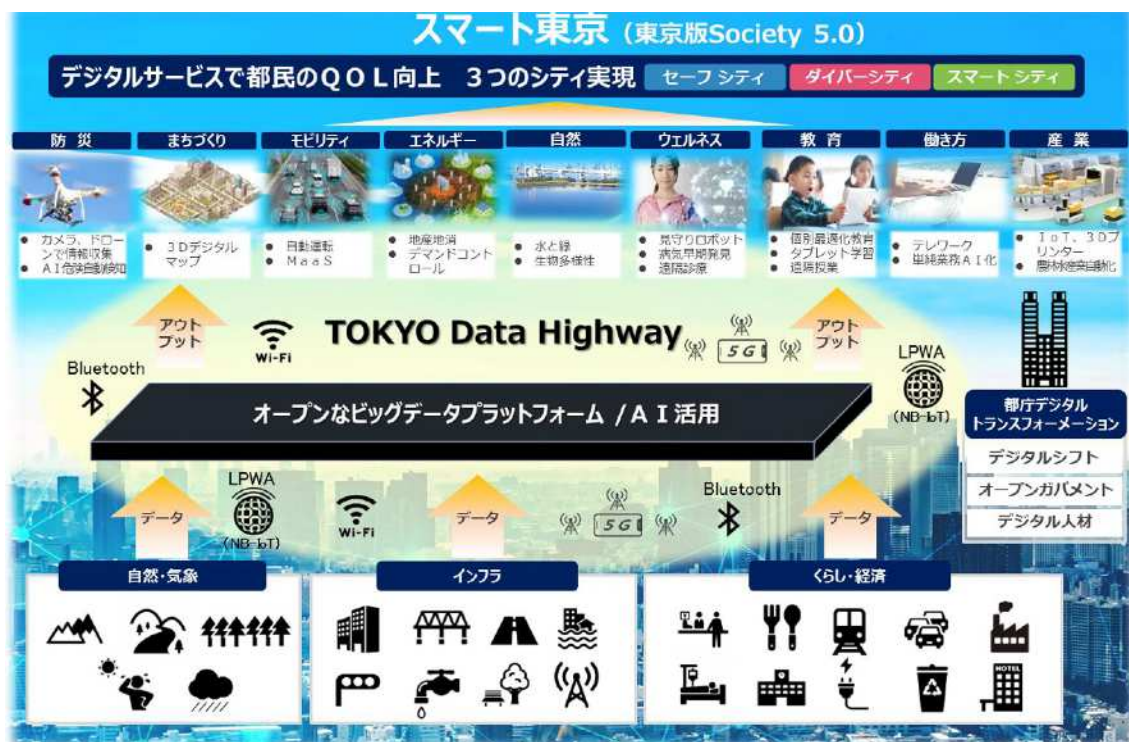 スマート東京（東京版Society 5.0）
デジタルサービスで都民のQOL向上　3つのシティ実現
セーフ シティ
ダイバーシティ
スマート シティ
防 災
まちづくり
モビリティ
エネルギー
自然
ウェルネス
教 育
働き方
産 業
● カメラ、ドロー
ンで情報収集
● AI危険自動検知
● 3Dデジタル
マップ
● 自動運転
● MaaS
● 地産地消
● デマンドコント
ロール
● 水と緑
● 生物多様性
● 見守りロボット
● 病気早期発見
● 遠隔診療
● 個別最適化教育
● タブレット学習
● 遠隔授業
● テレワーク
● 単純業務AI化
● IoT、3Dプ
リンター
● 農林水産業自動化
アウト
プット
Wi-Fi
TOKYO Data Highway
5G
アウト
プット
Bluetooth
LPWA
(NB-IoT)
オープンなビッグデータプラットフォーム /AI活用
都庁デジタル
トランスフォーメーション
デジタルシフト
オープンガバメント
デジタル人材
データ
LPWA
(NB-IoT)
Wi-Fi
データ
5G
Bluetooth
データ
自然・気象
インフラ
くらし・経済
HOTEL